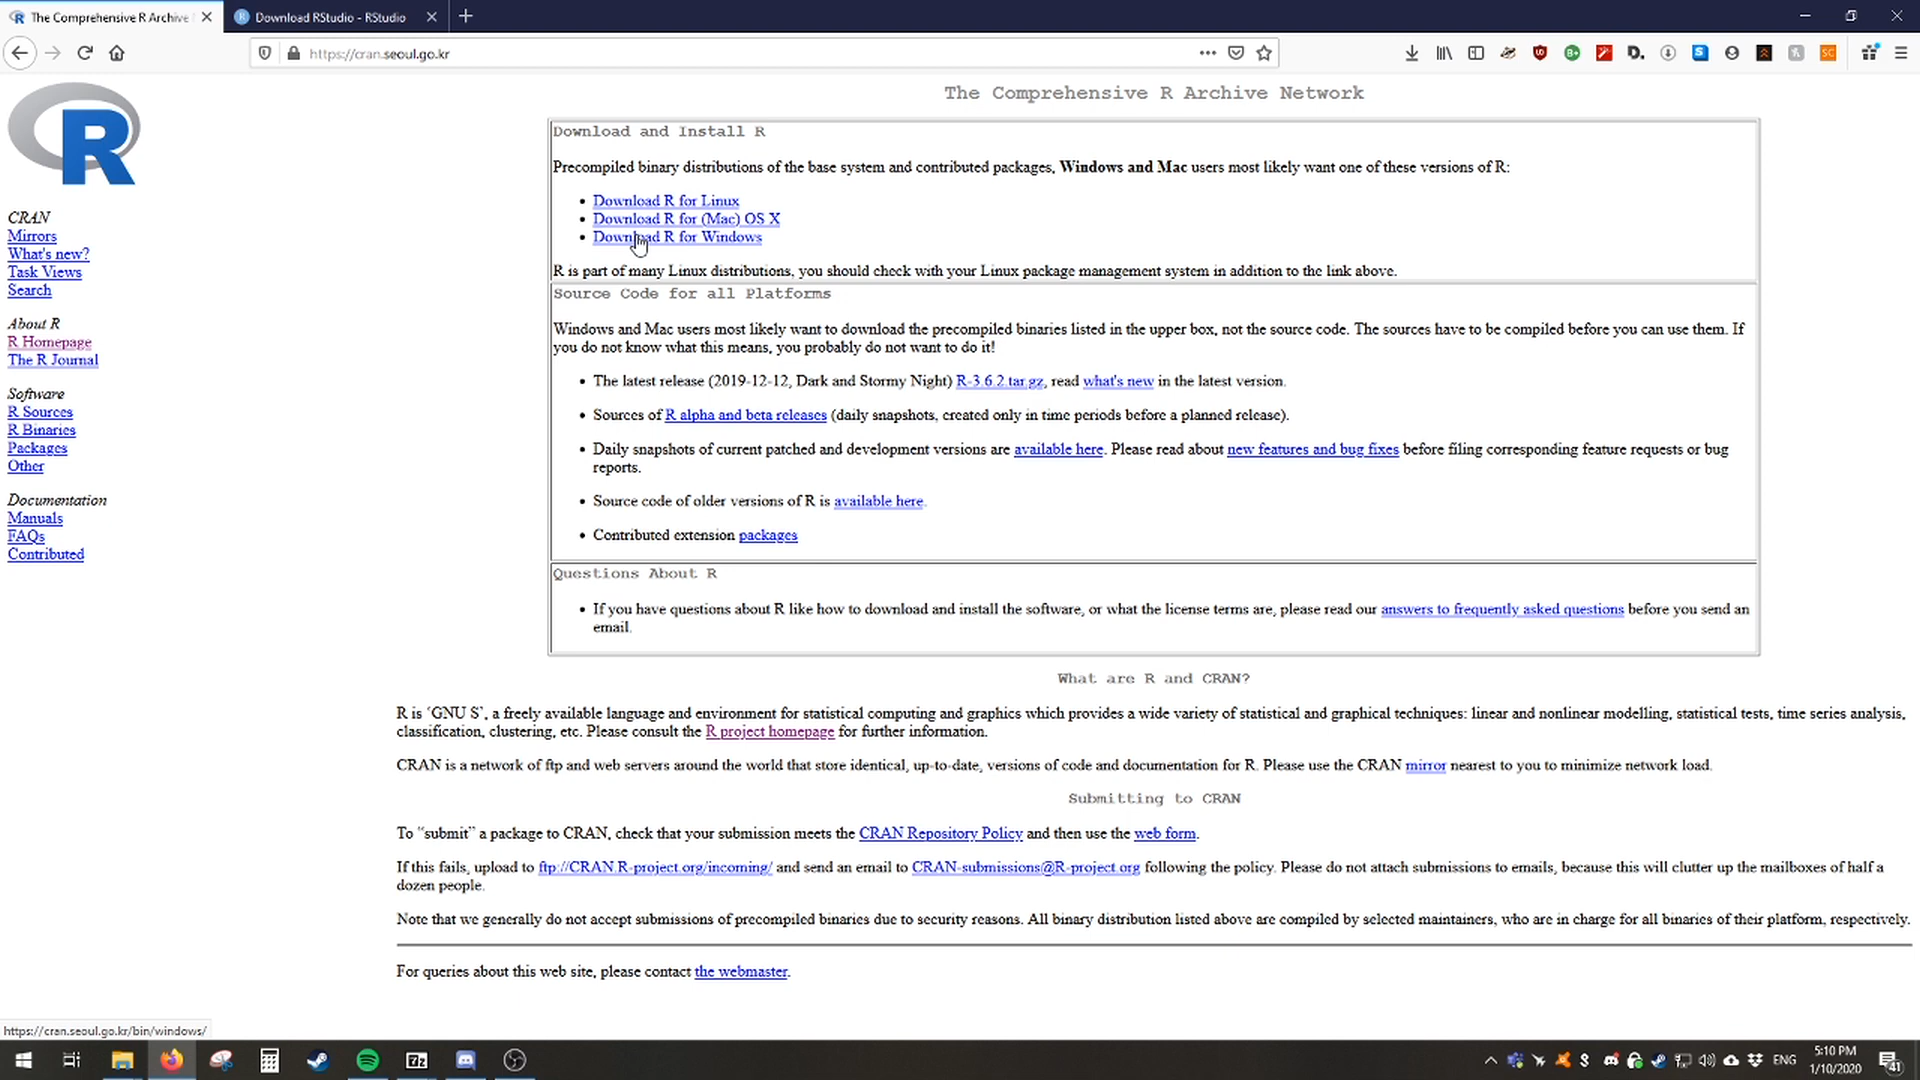 The Comprehensive R Archive
Download RStudio - RStudio
https://cran.seoul.go.kr
The Comprehensive R Archive Network
Download and Install R
Precompiled binary distributions of the base system and contributed packages, Windows and Mac users most likely want one of these versions of R:
Download R for Linux
Download R for (Mac) OS X
Download R for Windows
R is part of many Linux distributions, you should check with your Linux package management system in addition to the link above.
Source Code for all Platforms
Windows and Mac users most likely want to download the precompiled binaries listed in the upper box, not the source code. The sources have to be compiled before you can use them. If
you do not know what this means, you probably do not want to do it!
The latest release (2019-12-12, Dark and Stormy Night) R-3.6.2.tar.gz, read what's new in the latest version.
Sources of R alpha and beta releases (daily snapshots, created only in time periods before a planned release).
Daily snapshots of current patched and development versions are available here. Please read about new features and bug fixes before filing corresponding feature requests or bug
reports.
Source code of older versions of R is available here.
Contributed extension packages
Questions About R
If you have questions about R like how to download and install the software, or what the license terms are, please read our answers to frequently asked questions before you send an
email.
What are R and CRAN?
R is ‘GNU S’, a freely available language and environment for statistical computing and graphics which provides a wide variety of statistical and graphical techniques: linear and nonlinear modelling, statistical tests, time series analysis,
classification, clustering, etc. Please consult the R project homepage for further information.
CRAN is a network of ftp and web servers around the world that store identical, up-to-date, versions of code and documentation for R. Please use the CRAN mirror nearest to you to minimize network load.
Submitting to CRAN
To “submit” a package to CRAN, check that your submission meets the CRAN Repository Policy and then use the web form.
If this fails, upload to ftp://CRAN.R-project.org/incoming/ and send an email to CRAN-submissions@R-project.org following the policy. Please do not attach submissions to emails, because this will clutter up the mailboxes of half a
dozen people.
Note that we generally do not accept submissions of precompiled binaries due to security reasons. All binary distribution listed above are compiled by selected maintainers, who are in charge for all binaries of their platform, respectively.
For queries about this web site, please contact the webmaster.
R
CRAN
Mirrors
What's new?
Task Views
Search
About R
R Homepage
The R Journal
Software
R Sources
R Binaries
Packages
Other
Documentation
Manuals
FAQs
Contributed
https://cran.seoul.go.kr/bin/windows/
ENG
5:10 PM
1/10/2020
41